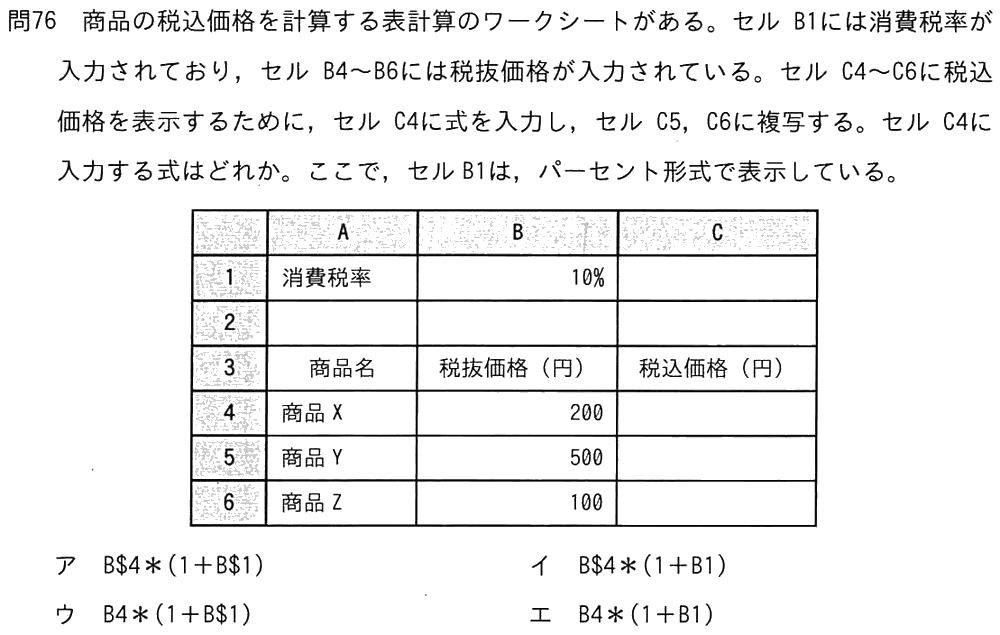 問76　商品の税込価格を計算する表計算のワークシートがある。セル B1には消費税率が
入力されており，セル B4～B6には税抜価格が入力されている。セル C4～C6に税込
価格を表示するために，セル C4に式を入力し，セル C5，C6に複写する。セル C4に
入力する式はどれか。ここで，セル B1は，パーセント形式で表示している。
A B C
1 消費税率 10%
2
3 商品名 税抜価格（円） 税込価格（円）
4 商品 X 200
5 商品 Y 500
6 商品 Z 100
ア B$4＊(1＋B$1) イ B$4＊(1＋B1)
ウ B4＊(1＋B$1) エ B4＊(1＋B1)